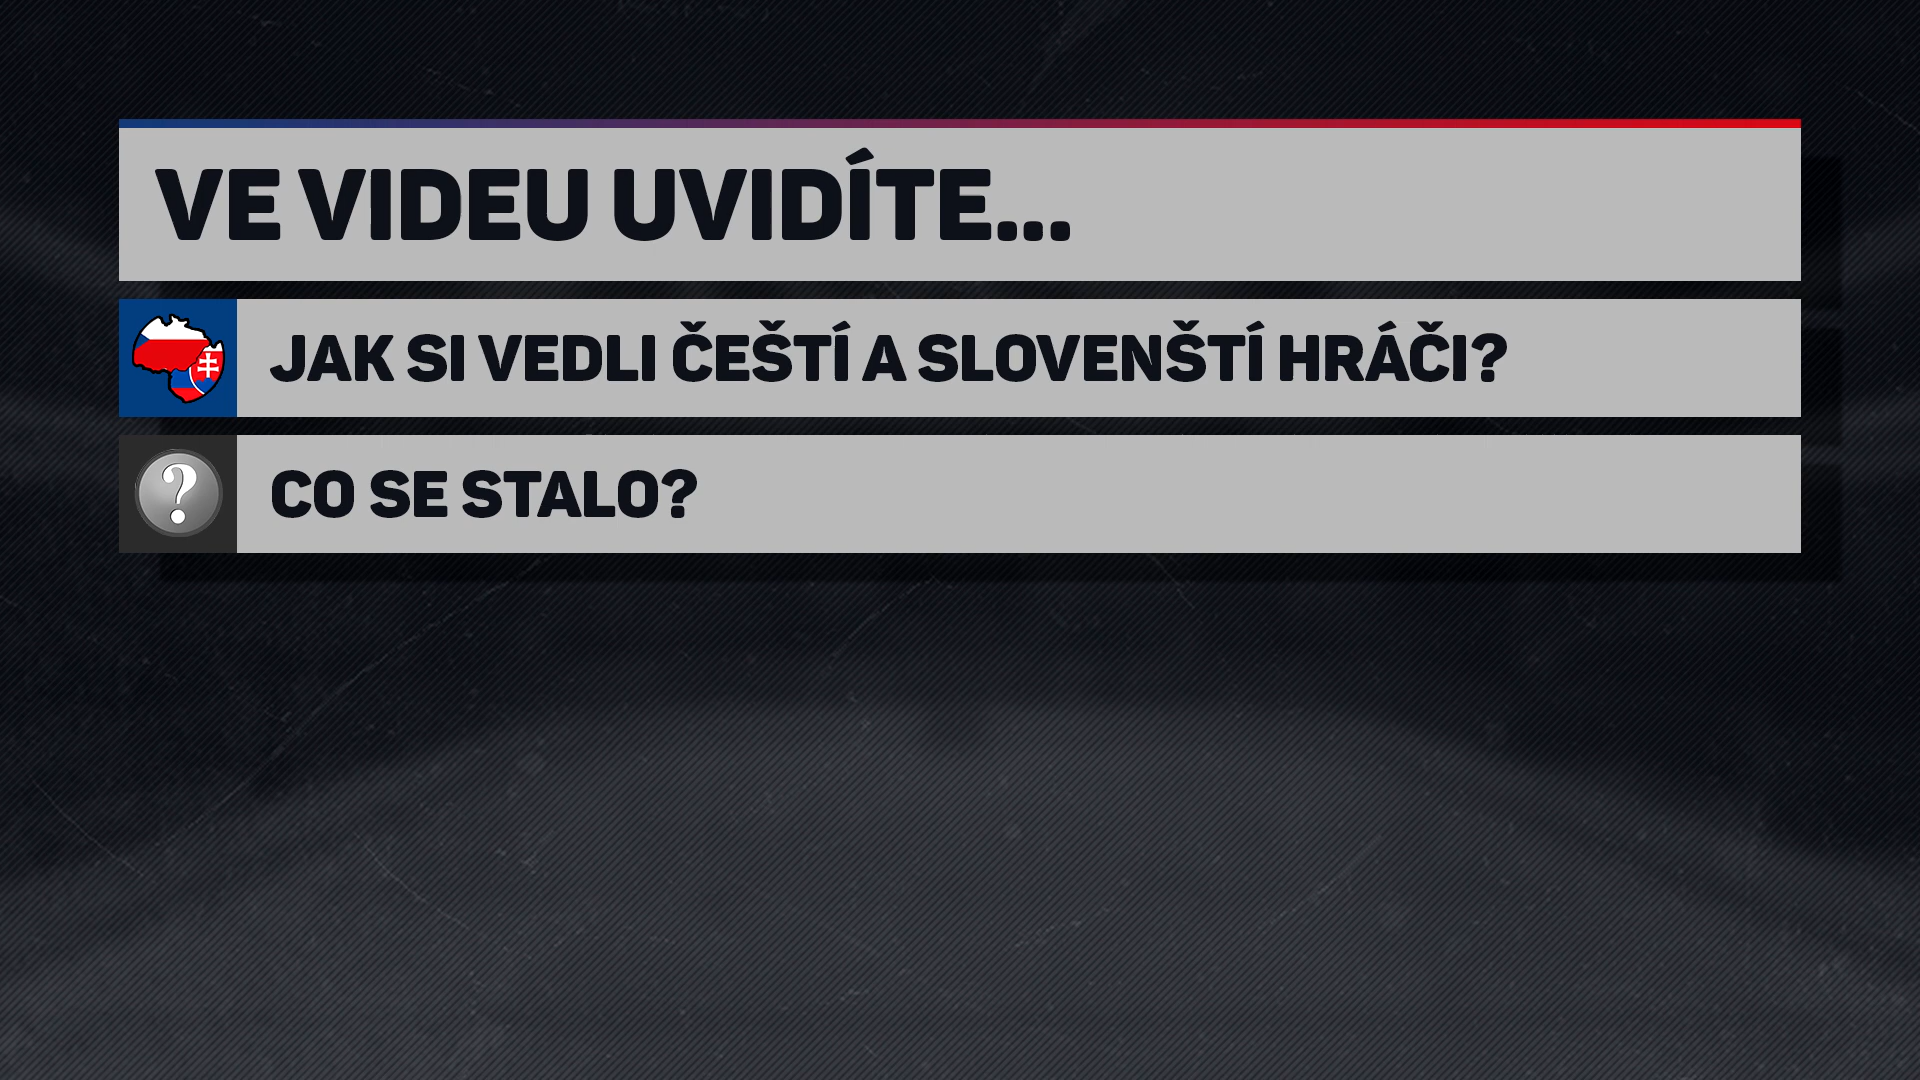 VE VIDEU UVIDÍTE...
JAK SI VEDLI ČEŠTÍ A SLOVENŠTÍ HRÁČI?
?
CO SE STALO?